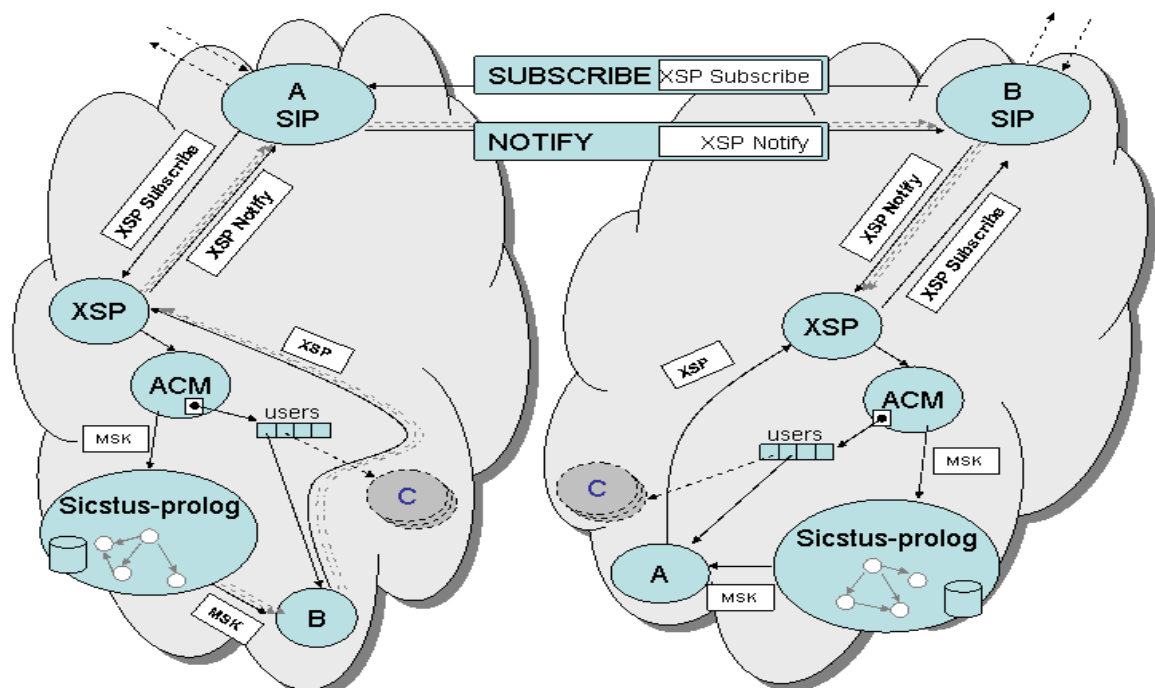 A
SIP
SUBSCRIBE XSP Subscribe
NOTIFY XSP Notify
B
SIP
XSP Subscribe
XSP Notify
XSP Notify
XSP Subscribe
XSP
XSP
XSP
XSP
ACM
users
MSK
ACM
users
MSK
Sicstus-prolog
C
C
Sicstus-prolog
MSK
B
A
MSK